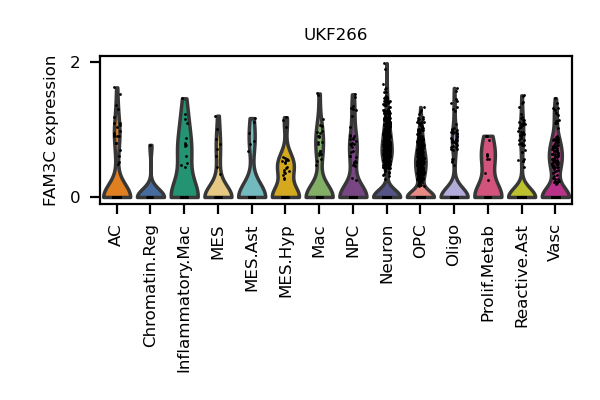 UKF266
FAM3C expression
2
0
AC
Chromatin.Reg
Inflammatory.Mac
MES
MES.Ast
MES.Hyp
Mac
NPC
Neuron
OPC
Oligo
Prolif.Metab
Reactive.Ast
Vasc